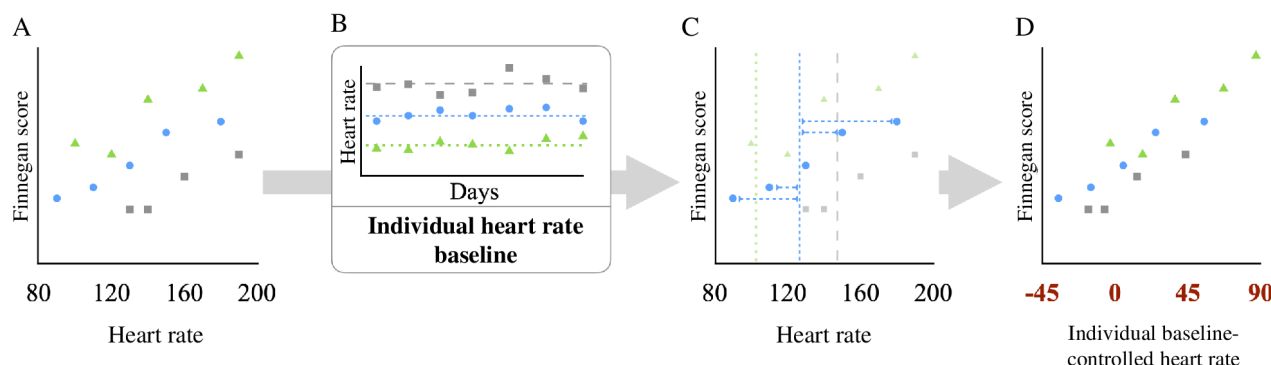 A
Finnegan score
80 120 160 200
Heart rate
B
Heart rate
Days
Individual heart rate
baseline
C
Finnegan score
80 120 160 200
Heart rate
D
Finnegan score
-45 0 45 90
Individual baseline-
controlled heart rate